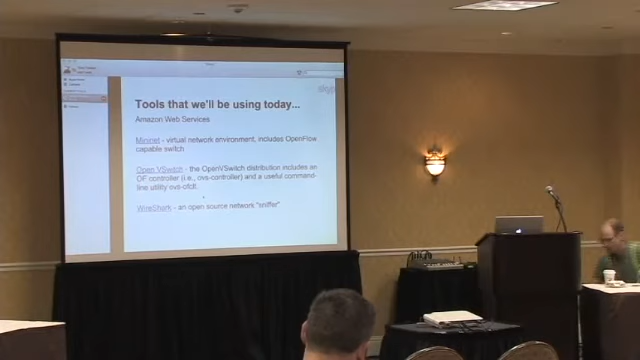 Tools that we'll be using today...
Amazon Web Services
Mininet - virtual network environment, includes OpenFlow
capable switch
Open VSwitch - the OpenVSwitch distribution includes an
OF controller (i.e., ovs-controller) and a useful command-
line utility ovs-ofctl.
WireShark - an open source network "sniffer"